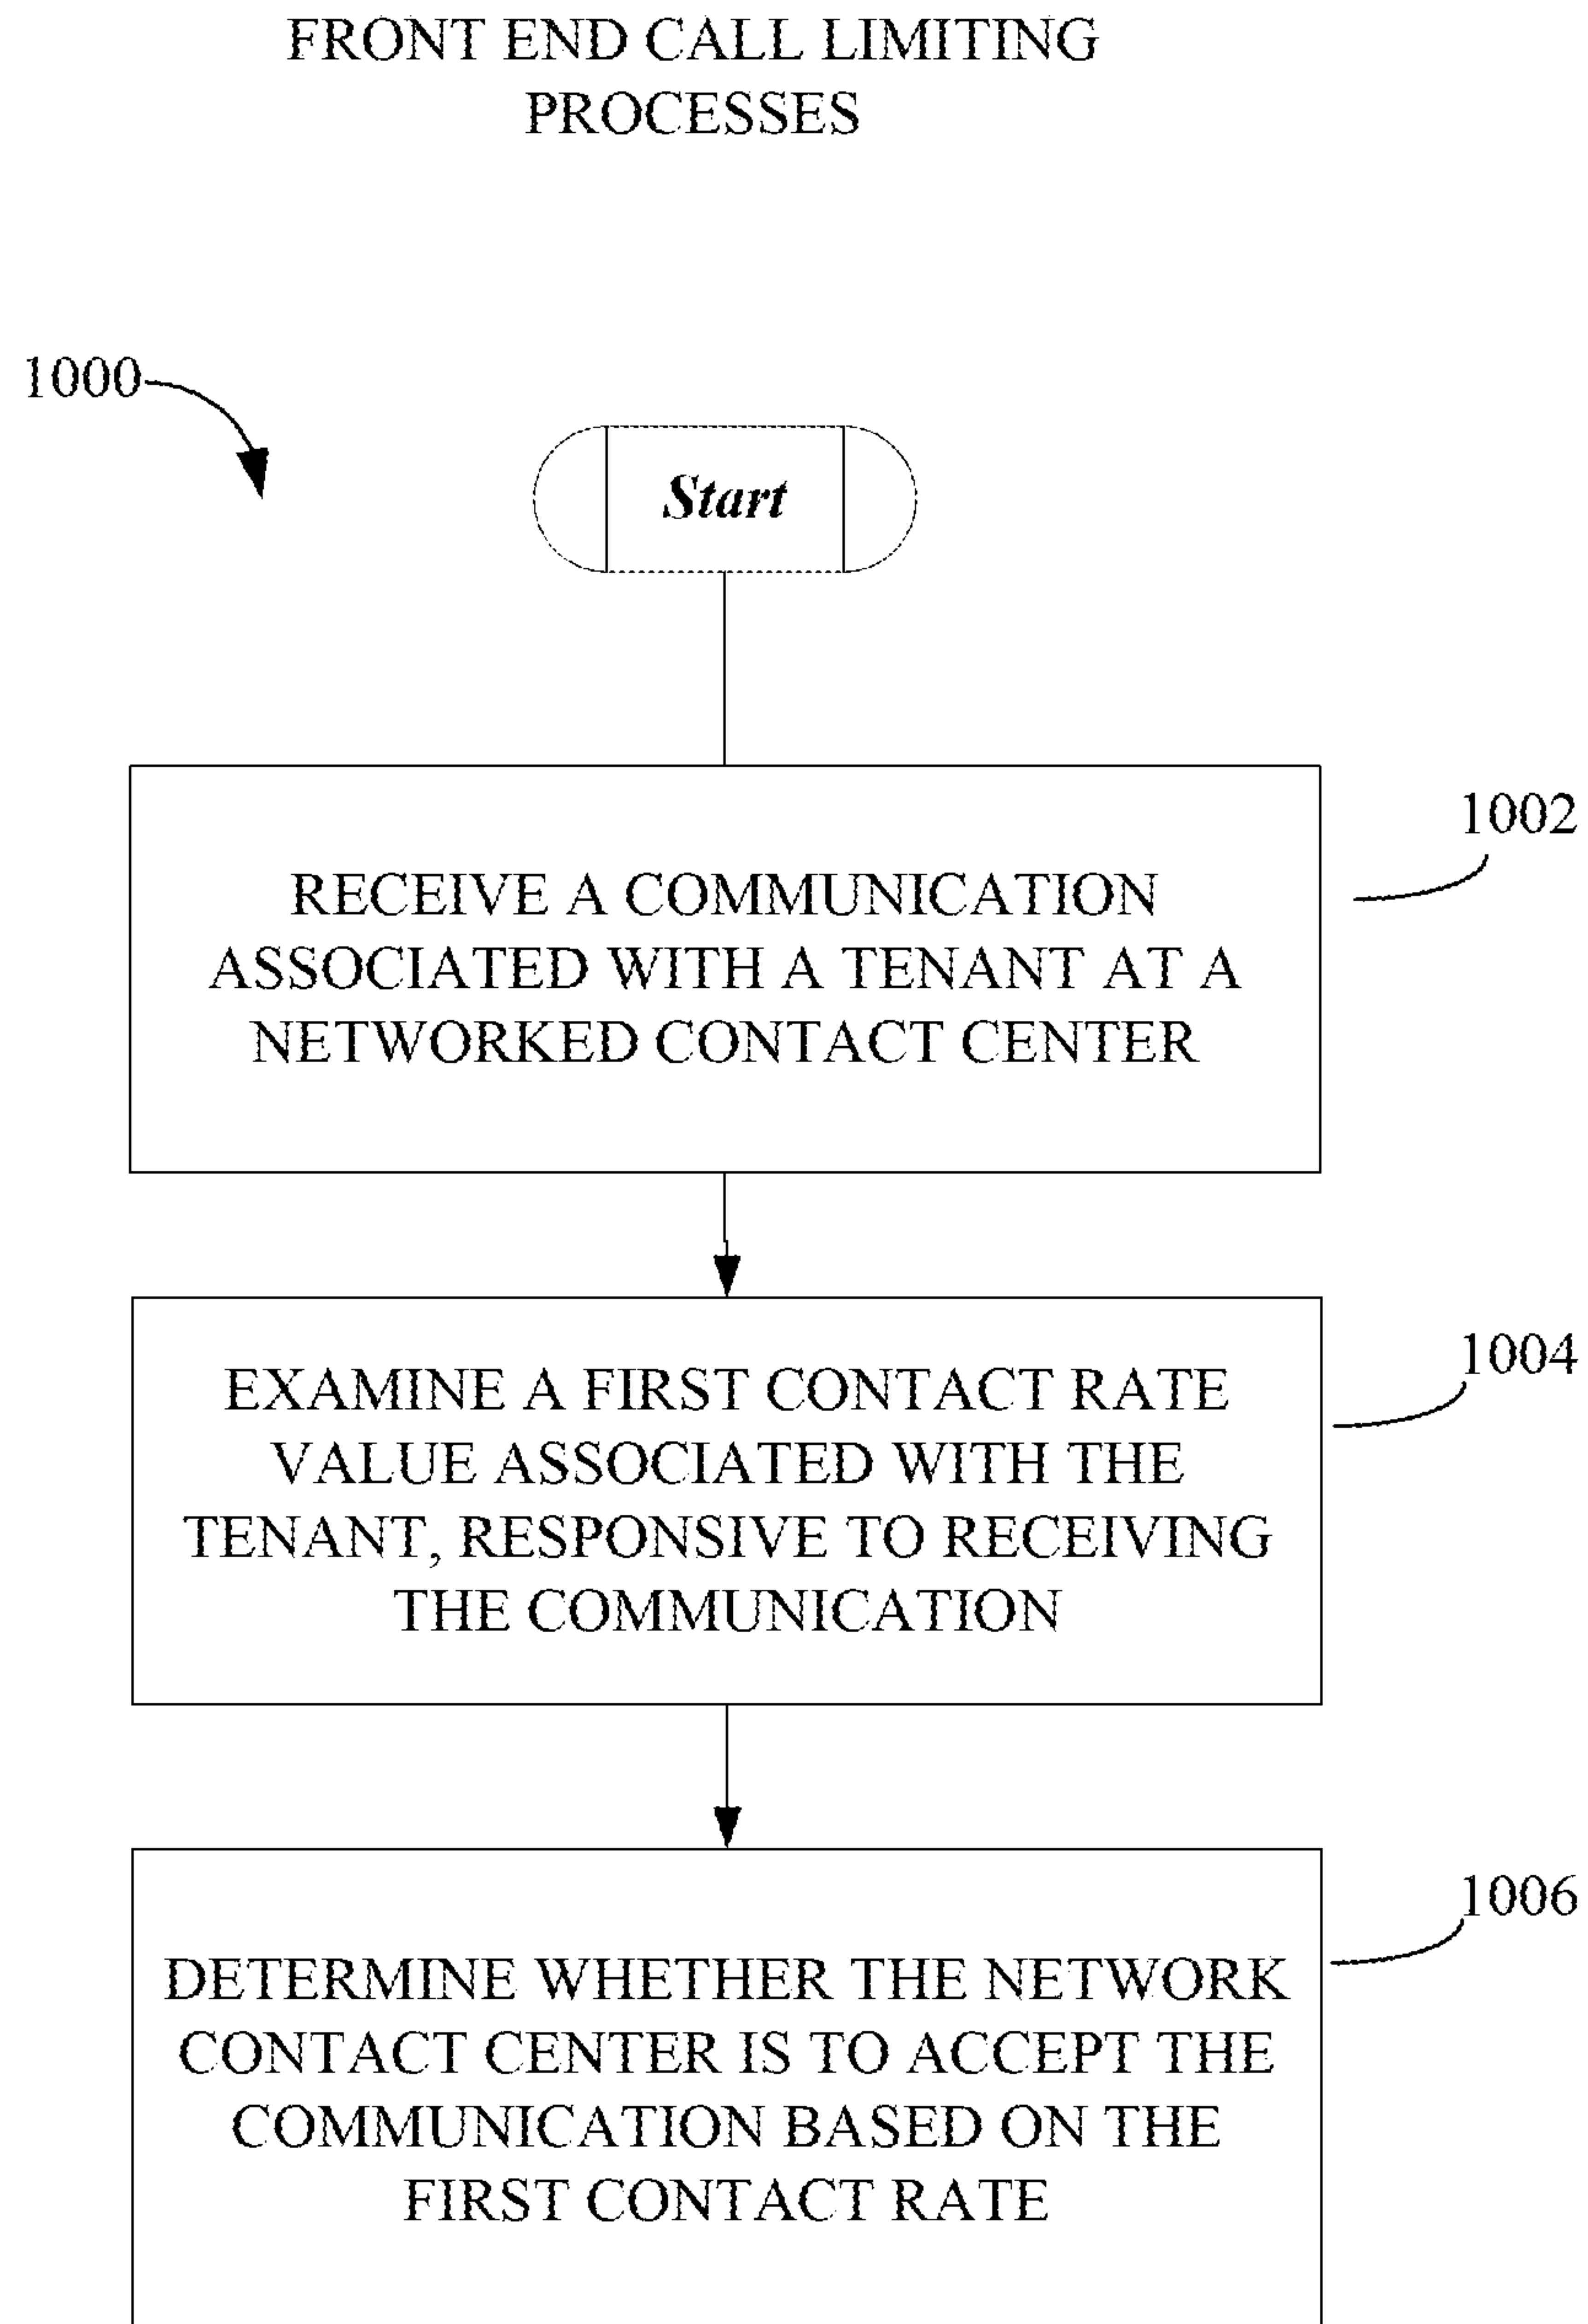 FRONT END CALL LIMITING
PROCESSES
1000
Start
1002
RECEIVE A COMMUNICATION
ASSOCIATED WITH A TENANT AT A
NETWORKED CONTACT CENTER
1004
EXAMINE A FIRST CONTACT RATE
VALUE ASSOCIATED WITH THE
TENANT, RESPONSIVE TO RECEIVING
THE COMMUNICATION
1006
DETERMINE WHETHER THE NETWORK
CONTACT CENTER IS TO ACCEPT THE
COMMUNICATION BASED ON THE
FIRST CONTACT RATE